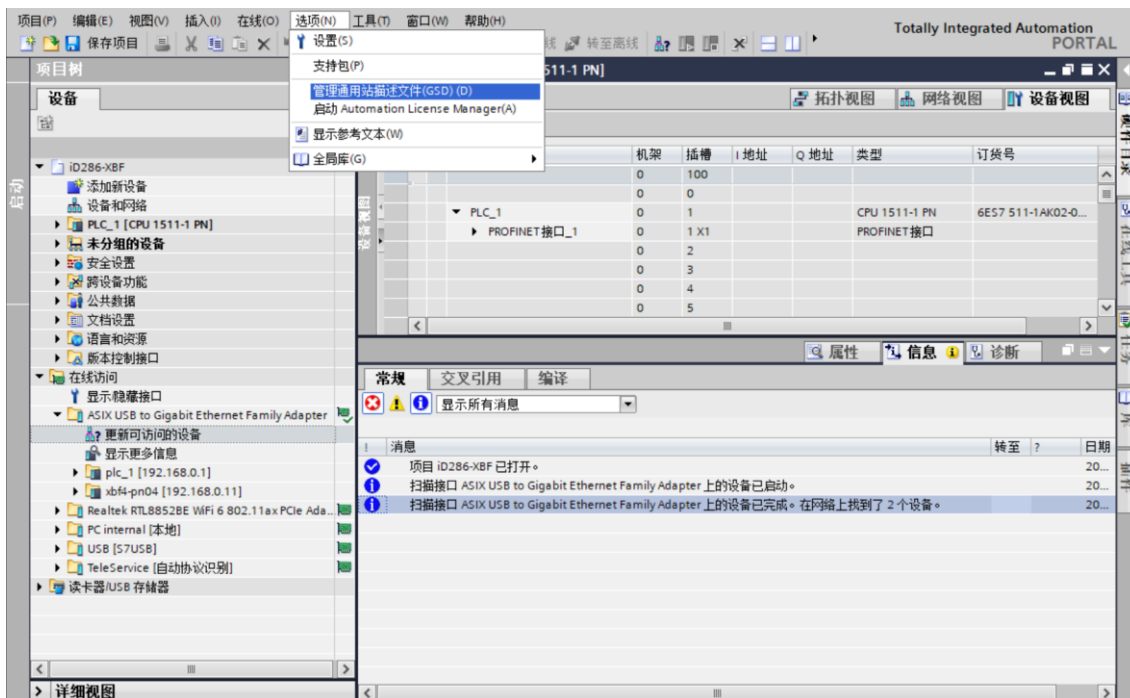 项目(P) 编辑(E) 视图(V) 插入(I) 在线(O) 选项(N) 工具(T) 窗口(W) 帮助(H)
Totally Integrated Automation
PORTAL
保存项目
转至离线
设置(S)
支持包(P)
管理通用站描述文件(GSD) (D)
启动 Automation License Manager(A)
显示参考文本(W)
全局库(G)
项目树
511-1 PN]
设备
拓扑视图 网络视图 设备视图
启动
设备视图
机架 插槽 I 地址 Q 地址 类型 订货号
0 100
0 0
PLC_1 0 1 CPU 1511-1 PN 6ES7 511-1AK02-0...
PROFINET接口_1 0 1 X1 PROFINET接口
0 2
0 3
0 4
0 5
iD286-XBF
添加新设备
设备和网络
PLC_1 [CPU 1511-1 PN]
未分组的设备
安全设置
跨设备功能
公共数据
文档设置
语言和资源
版本控制接口
在线访问
显示/隐藏接口
ASIX USB to Gigabit Ethernet Family Adapter
更新可访问的设备
显示更多信息
plc_1 [192.168.0.1]
xbf4-pn04 [192.168.0.11]
Realtek RTL8852BE WiFi 6 802.11ax PCIe Ada...
PC internal [本地]
USB [S7USB]
TeleService [自动协议识别]
读卡器/USB 存储器
详细视图
属性 信息 诊断
常规 交叉引用 编译
显示所有消息
! 消息 转至 ? 日期
项目 iD286-XBF 已打开。 20...
扫描接口 ASIX USB to Gigabit Ethernet Family Adapter 上的设备已启动。 20...
扫描接口 ASIX USB to Gigabit Ethernet Family Adapter 上的设备已完成。在网络上找到了 2 个设备。 20...